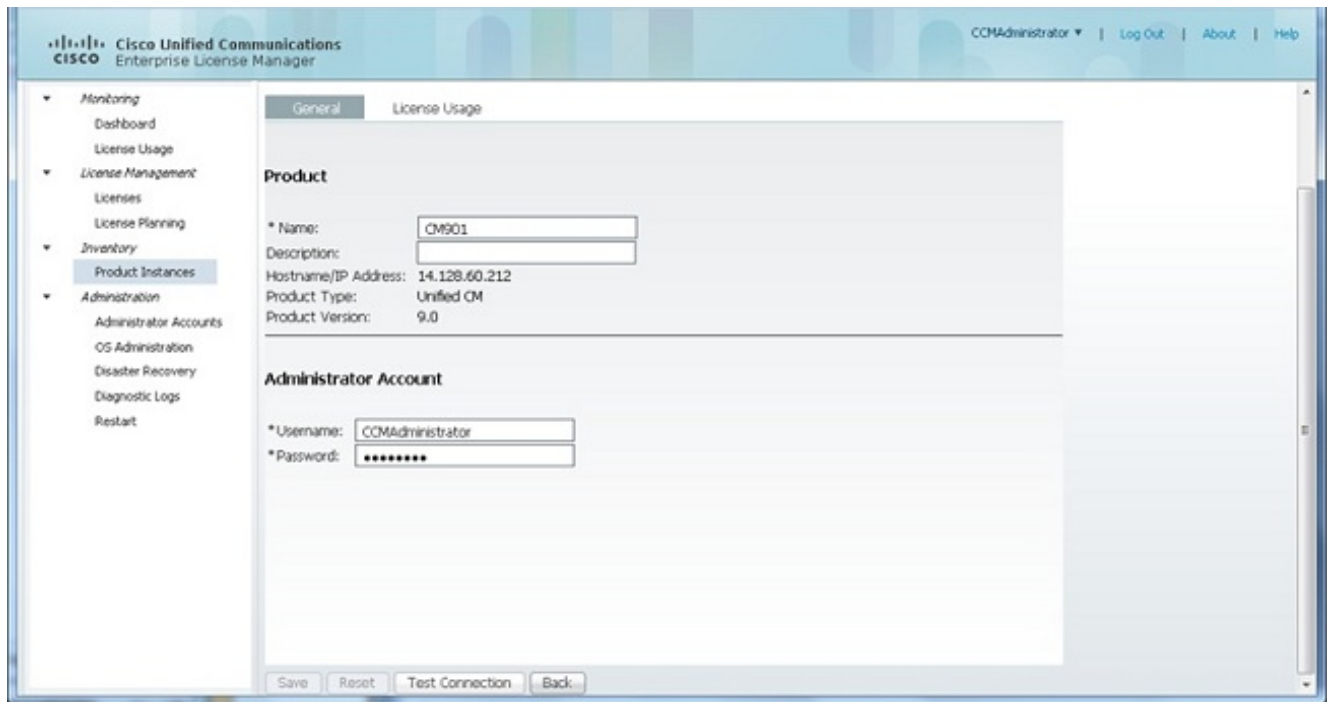 Cisco Unified Communications
CISCO Enterprise License Manager
CCMAdministrator ▼ | Log Out | About | Help
Monitoring
Dashboard
License Usage
License Management
Licenses
License Planning
Inventory
Product Instances
Administration
Administrator Accounts
OS Administration
Disaster Recovery
Diagnostic Logs
Restart
General License Usage
Product
* Name: CM901
Description:
Hostname/IP Address: 14.128.60.212
Product Type: Unified CM
Product Version: 9.0
Administrator Account
*Username: CCMAdministrator
*Password: ••••••••
Save Reset Test Connection Back